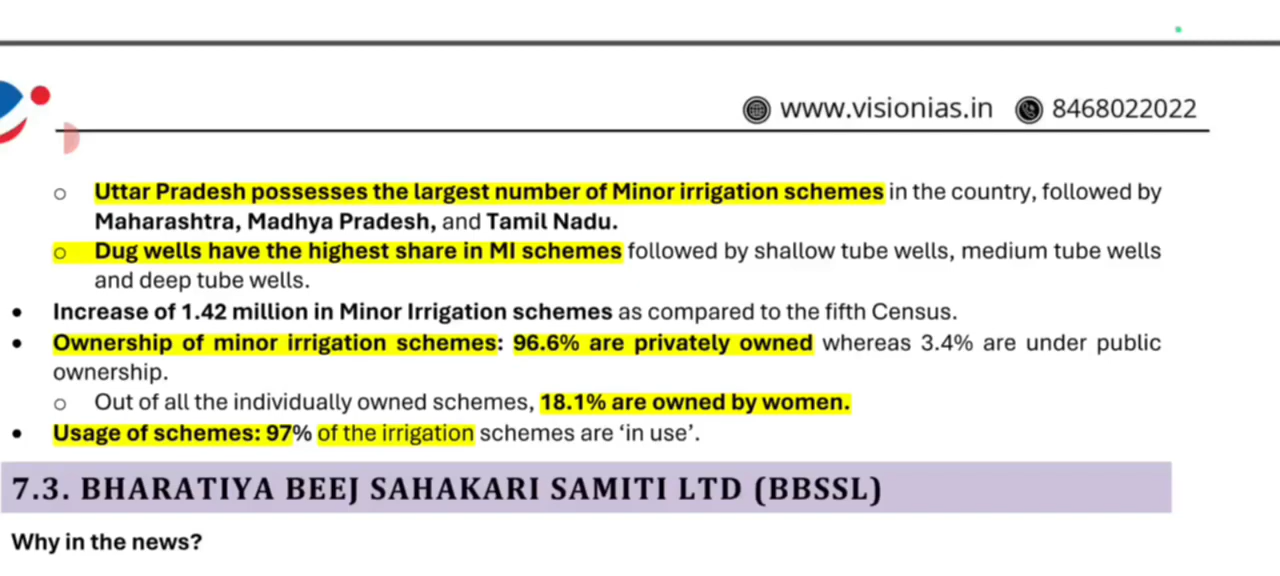 www.visionias.in 8468022022
○ Uttar Pradesh possesses the largest number of Minor irrigation schemes in the country, followed by
Maharashtra, Madhya Pradesh, and Tamil Nadu.
○ Dug wells have the highest share in MI schemes followed by shallow tube wells, medium tube wells
and deep tube wells.
• Increase of 1.42 million in Minor Irrigation schemes as compared to the fifth Census.
• Ownership of minor irrigation schemes: 96.6% are privately owned whereas 3.4% are under public
ownership.
○ Out of all the individually owned schemes, 18.1% are owned by women.
• Usage of schemes: 97% of the irrigation schemes are ‘in use’.
7.3. BHARATIYA BEEJ SAHAKARI SAMITI LTD (BBSSL)
Why in the news?